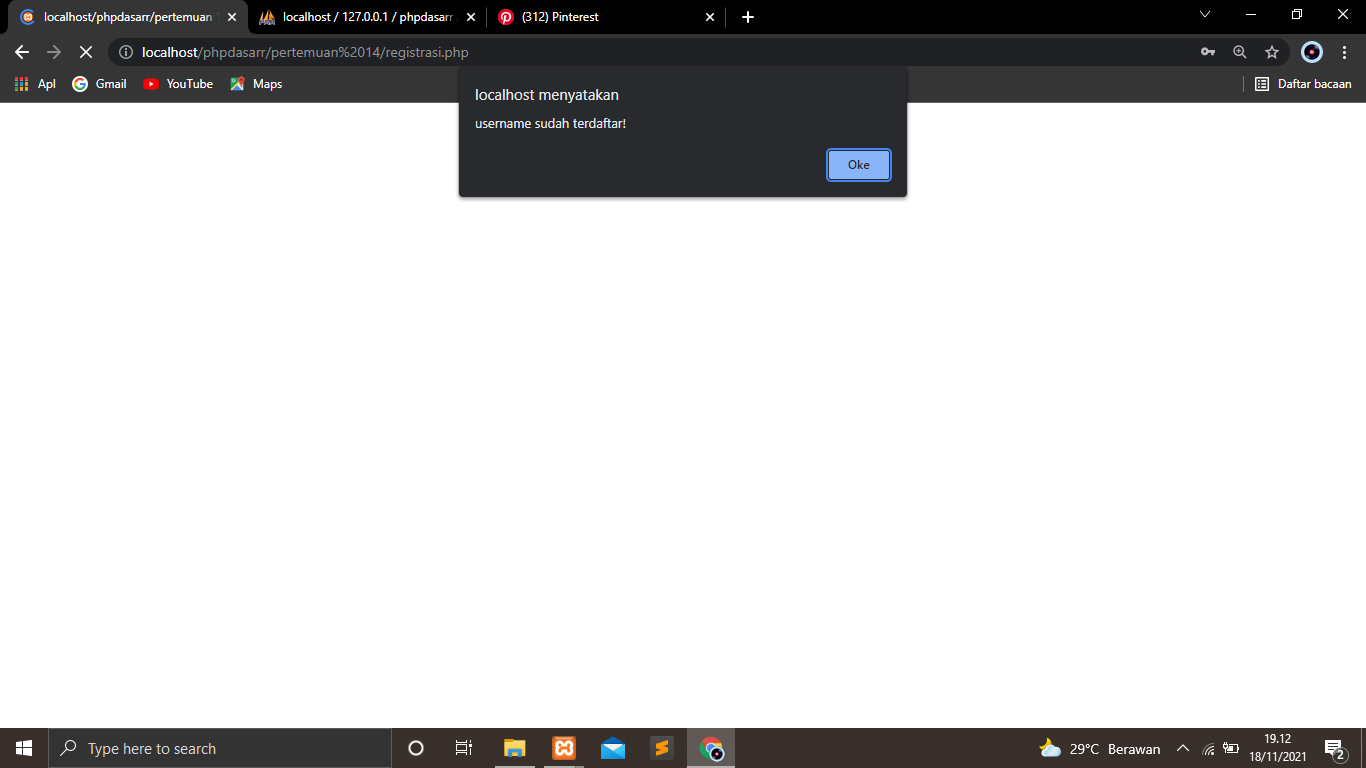 localhost/phpdasarr/pertemuan
localhost / 127.0.0.1 / phpdasarr
(312) Pinterest
localhost/phpdasarr/pertemuan%2014/registrasi.php
Apl
Gmail
YouTube
Maps
Daftar bacaan
localhost menyatakan
username sudah terdaftar!
Oke
Type here to search
29°C Berawan
19.12
18/11/2021
2